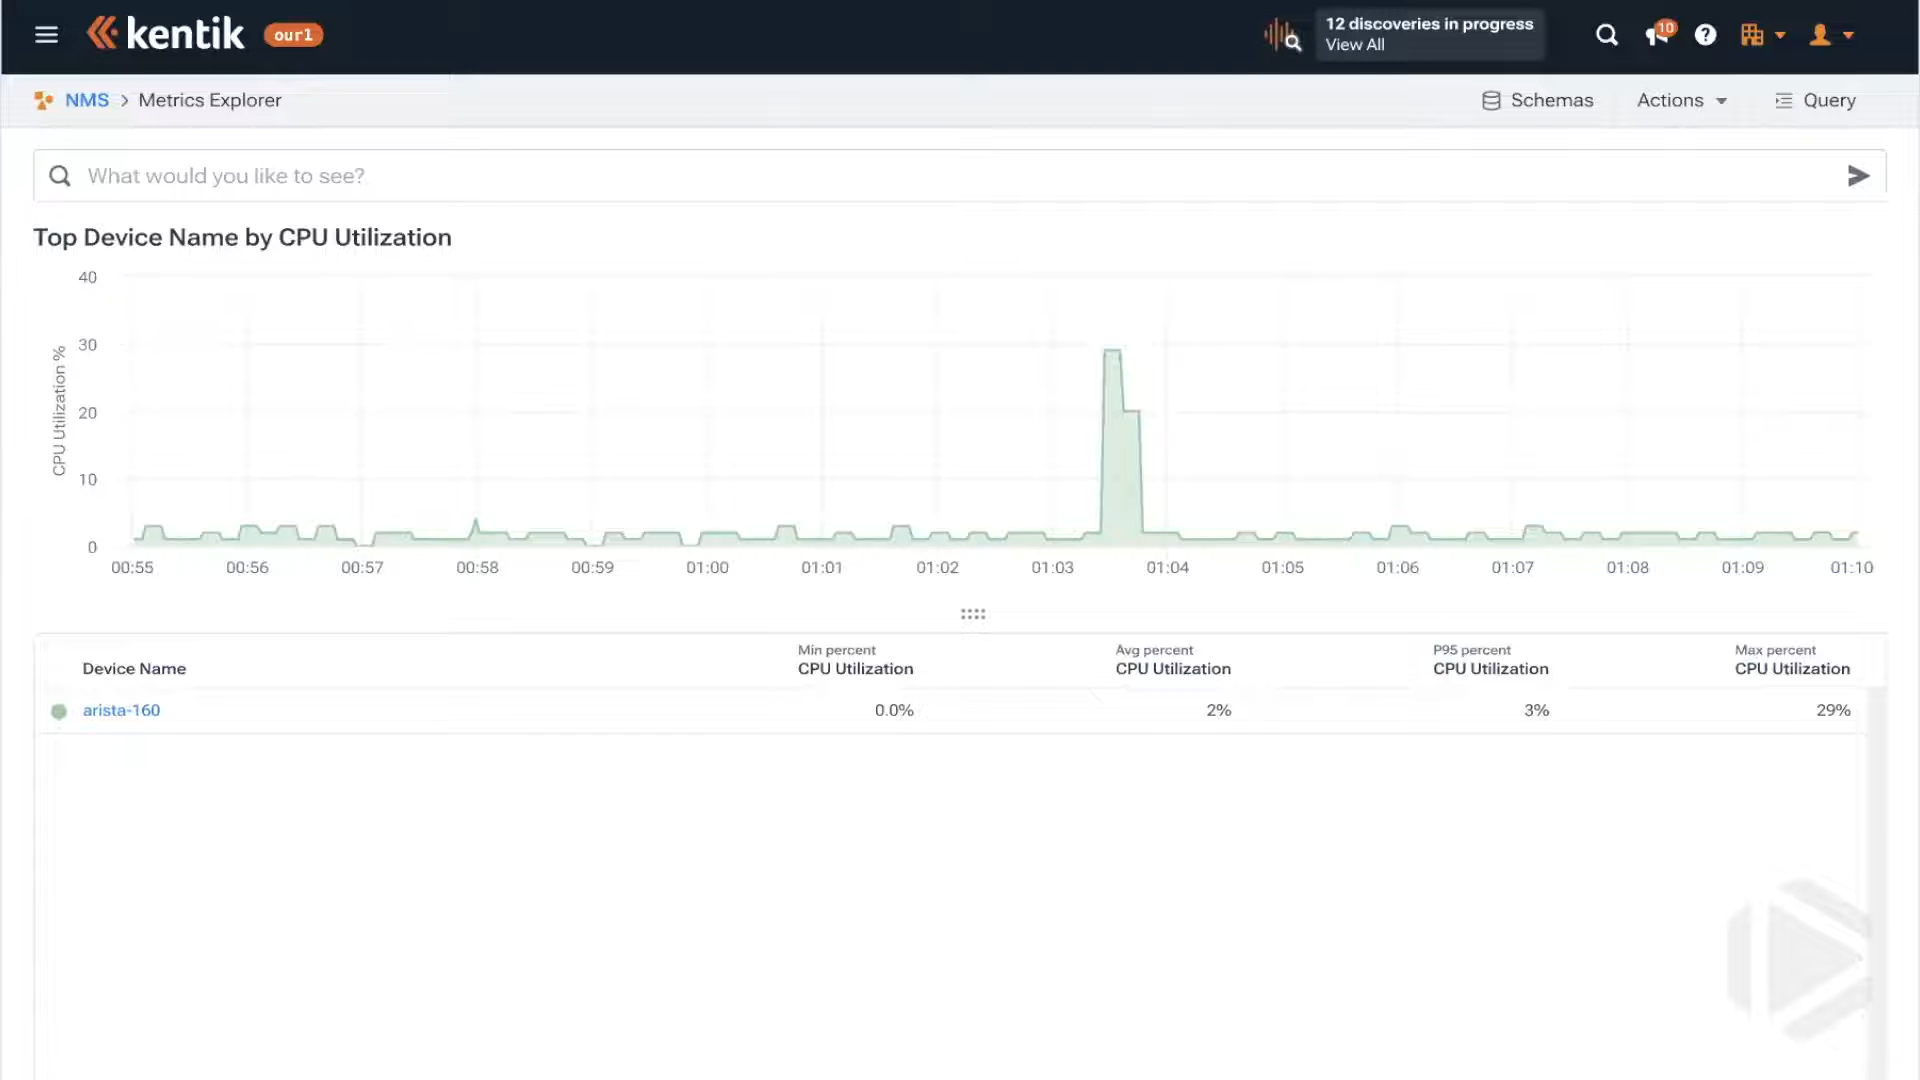 kentik our1
12 discoveries in progress
View All
10
NMS > Metrics Explorer
Schemas Actions Query
What would you like to see?
Top Device Name by CPU Utilization
CPU Utilization %
40
30
20
10
0
00:55 00:56 00:57 00:58 00:59 01:00 01:01 01:02 01:03 01:04 01:05 01:06 01:07 01:08 01:09 01:10
Device Name
Min percent
CPU Utilization
Avg percent
CPU Utilization
P95 percent
CPU Utilization
Max percent
CPU Utilization
arista-160 0.0% 2% 3% 29%